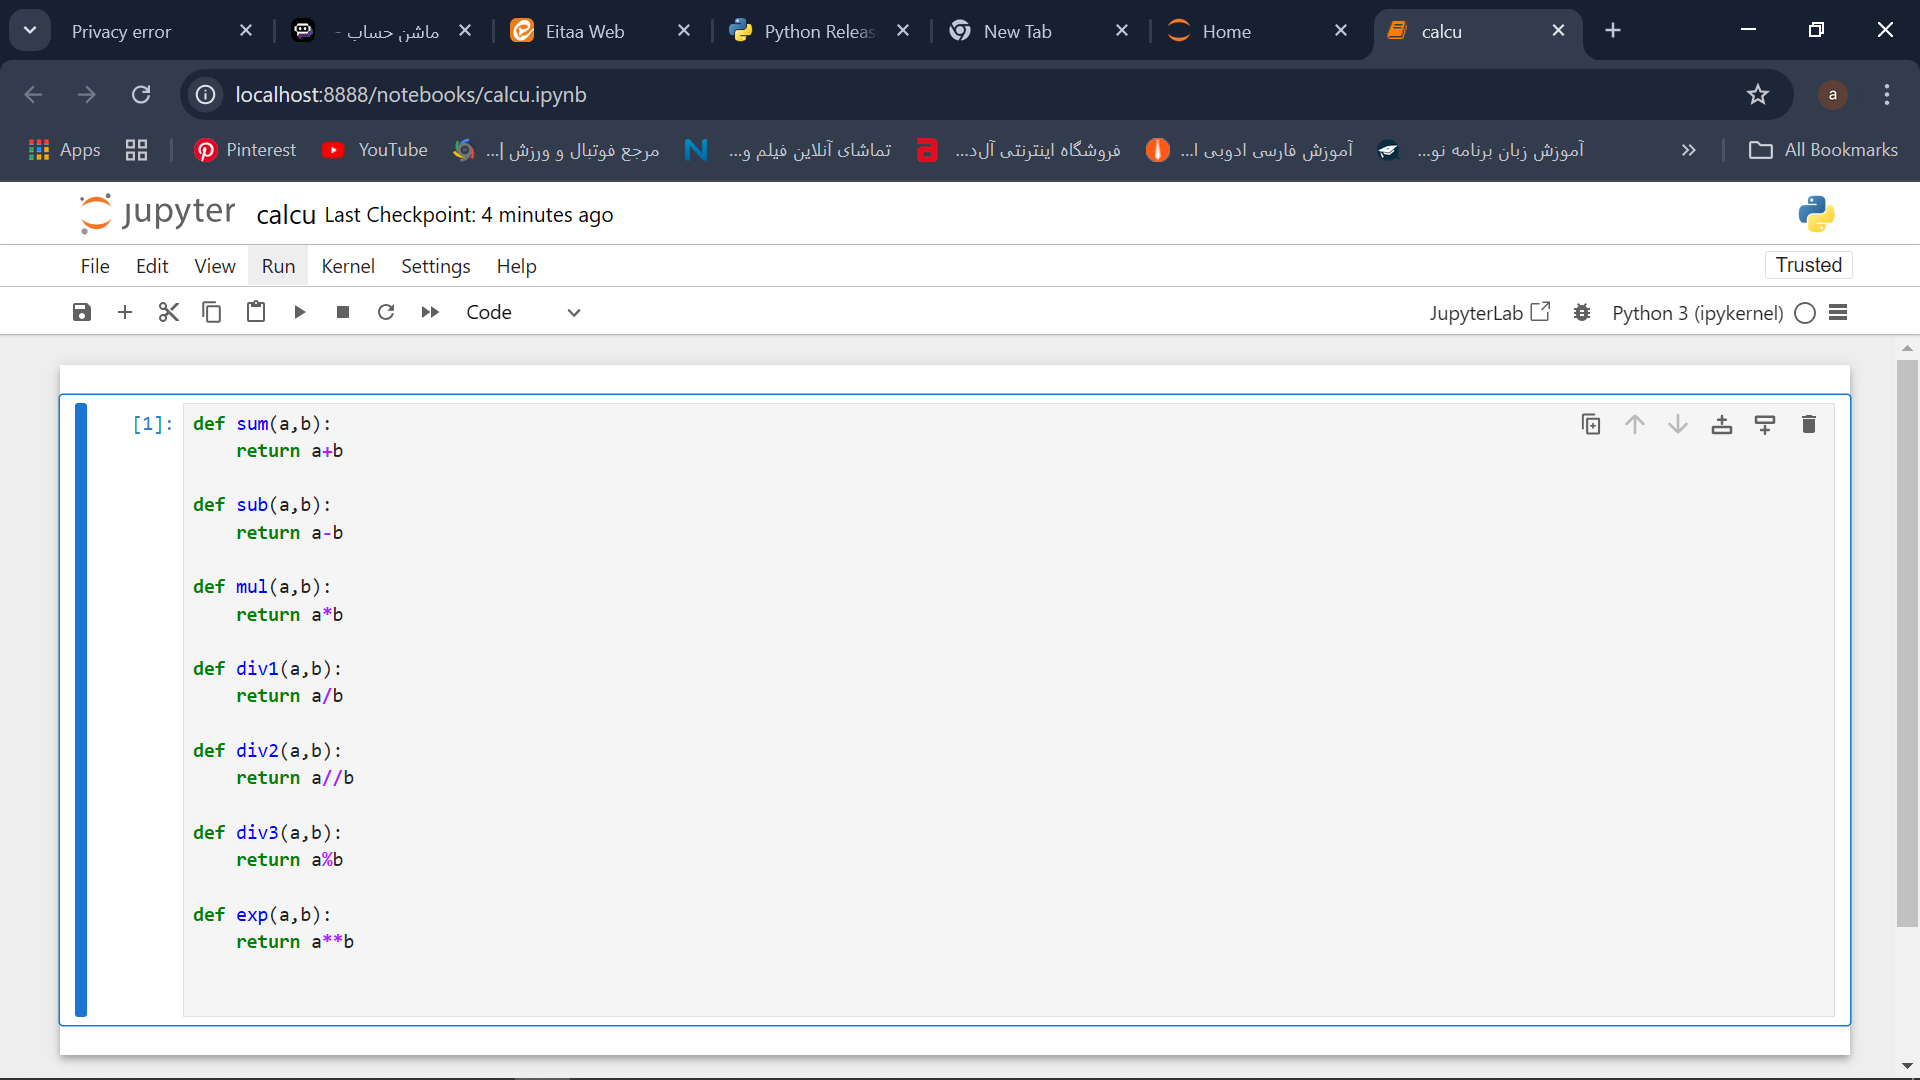 Privacy error
ماشن حساب -
Eitaa Web
Python Releas
New Tab
Home
calcu
localhost:8888/notebooks/calcu.ipynb
a
Apps
Pinterest
YouTube
مرجع فوتبال و ورزش |...
تماشای آنلاین فیلم و...
فروشگاه اینترنتی آل‌د...
آموزش فارسی ادوبی ا...
آموزش زبان برنامه نو...
All Bookmarks
jupyter calcu Last Checkpoint: 4 minutes ago
File Edit View Run Kernel Settings Help
Trusted
Code
JupyterLab
Python 3 (ipykernel)
[1]: def sum(a,b):
return a+b
def sub(a,b):
return a-b
def mul(a,b):
return a*b
def div1(a,b):
return a/b
def div2(a,b):
return a//b
def div3(a,b):
return a%b
def exp(a,b):
return a**b